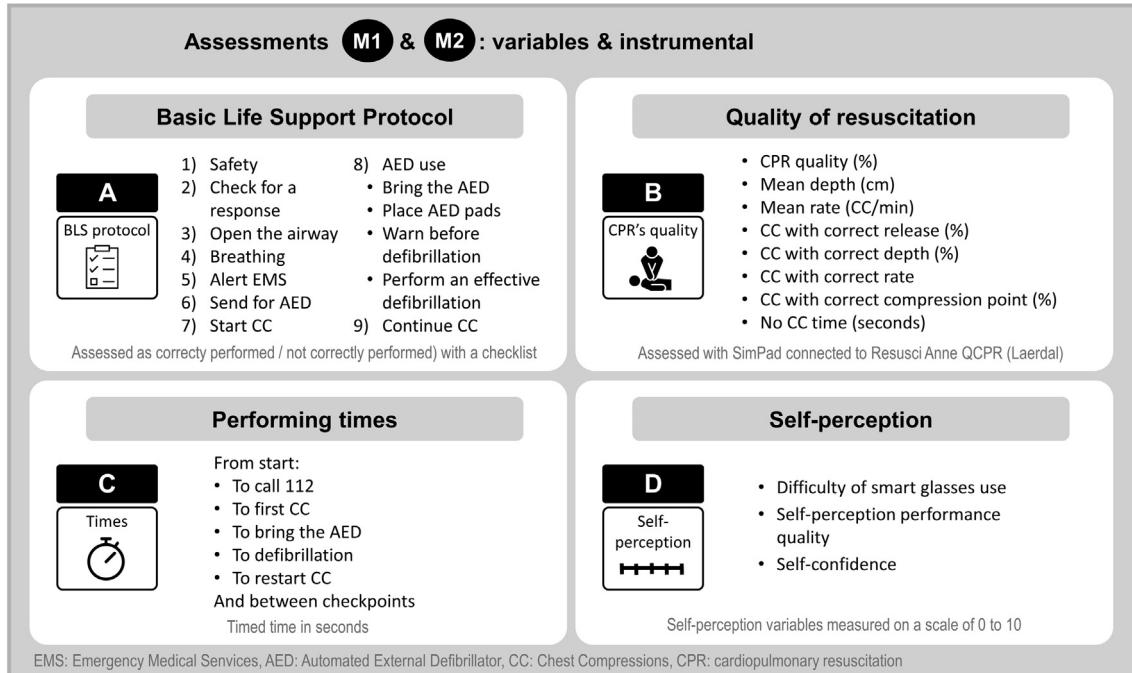 Assessments M1 & M2 : variables & instrumental
Basic Life Support Protocol
A
BLS protocol
1) Safety
2) Check for a
response
3) Open the airway
4) Breathing
5) Alert EMS
6) Send for AED
7) Start CC
8) AED use
• Bring the AED
• Place AED pads
• Warn before
defibrillation
• Perform an effective
defibrillation
9) Continue CC
Assessed as correcty performed / not correctly performed) with a checklist
Quality of resuscitation
B
CPR's quality
• CPR quality (%)
• Mean depth (cm)
• Mean rate (CC/min)
• CC with correct release (%)
• CC with correct depth (%)
• CC with correct rate
• CC with correct compression point (%)
• No CC time (seconds)
Assessed with SimPad connected to Resusci Anne QCPR (Laerdal)
Performing times
C
Times
From start:
• To call 112
• To first CC
• To bring the AED
• To defibrillation
• To restart CC
And between checkpoints
Timed time in seconds
Self-perception
D
Self-
perception
• Difficulty of smart glasses use
• Self-perception performance
quality
• Self-confidence
Self-perception variables measured on a scale of 0 to 10
EMS: Emergency Medical Services, AED: Automated External Defibrillator, CC: Chest Compressions, CPR: cardiopulmonary resuscitation